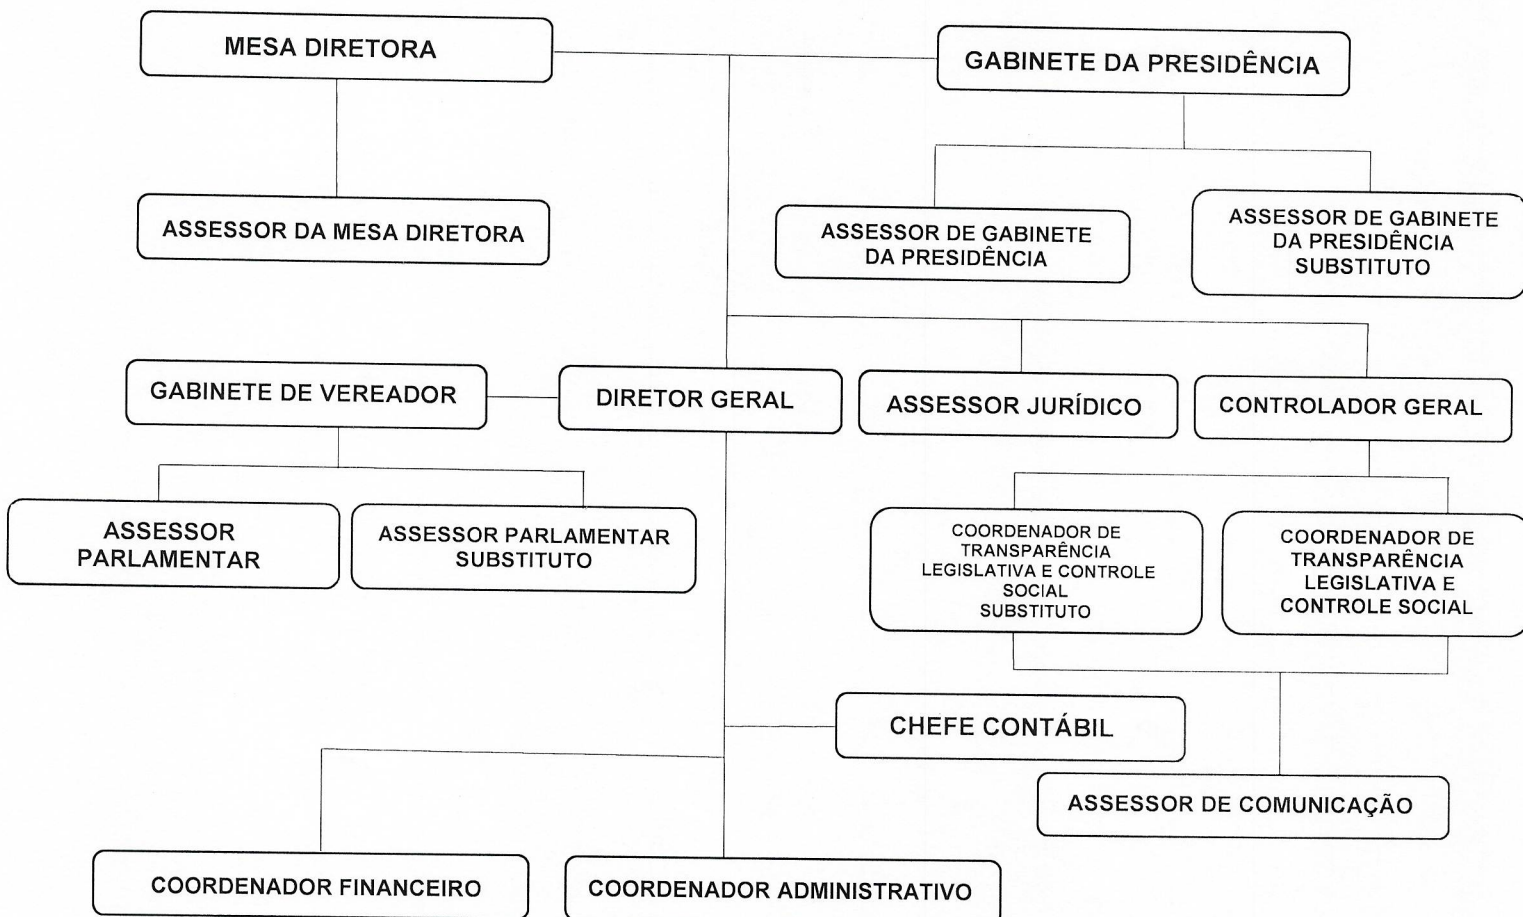 MESA DIRETORA
GABINETE DA PRESIDÊNCIA
ASSESSOR DA MESA DIRETORA
ASSESSOR DE GABINETE
DA PRESIDÊNCIA
ASSESSOR DE GABINETE
DA PRESIDÊNCIA
SUBSTITUTO
GABINETE DE VEREADOR
DIRETOR GERAL
ASSESSOR JURÍDICO
CONTROLADOR GERAL
ASSESSOR
PARLAMENTAR
ASSESSOR PARLAMENTAR
SUBSTITUTO
COORDENADOR DE
TRANSPARÊNCIA
LEGISLATIVA E CONTROLE
SOCIAL
SUBSTITUTO
COORDENADOR DE
TRANSPARÊNCIA
LEGISLATIVA E
CONTROLE SOCIAL
CHEFE CONTÁBIL
ASSESSOR DE COMUNICAÇÃO
COORDENADOR FINANCEIRO
COORDENADOR ADMINISTRATIVO